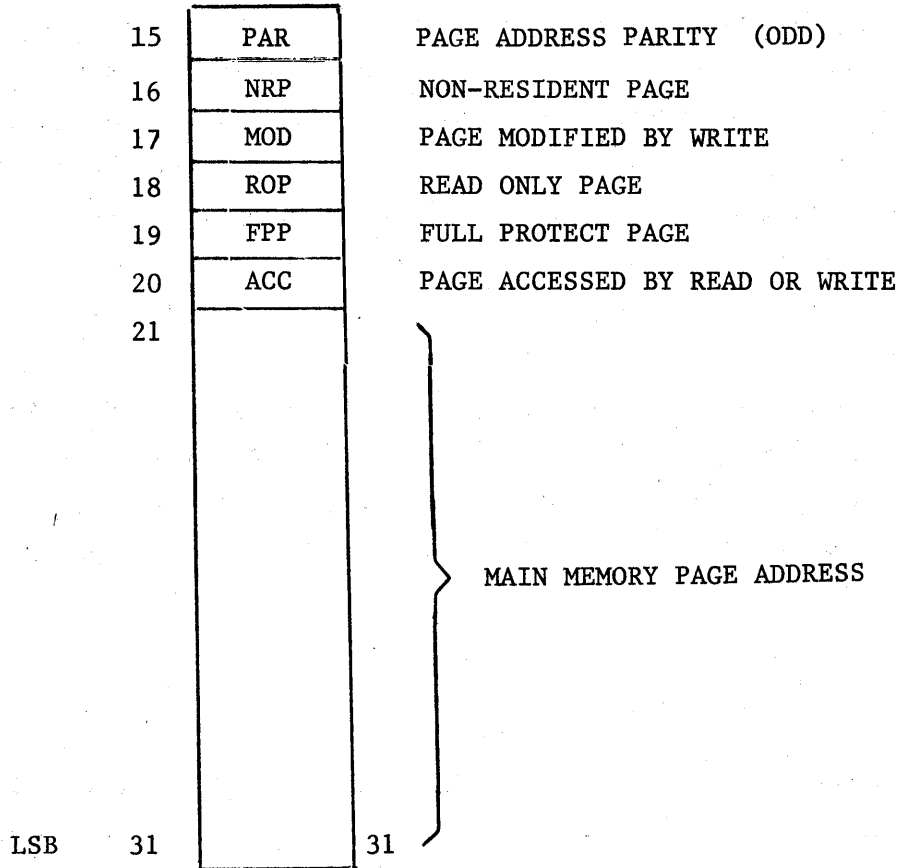 15 PAR PAGE ADDRESS PARITY (ODD)
16 NRP NON-RESIDENT PAGE
17 MOD PAGE MODIFIED BY WRITE
18 ROP READ ONLY PAGE
19 FPP FULL PROTECT PAGE
20 ACC PAGE ACCESSED BY READ OR WRITE
21
MAIN MEMORY PAGE ADDRESS
LSB 31 31